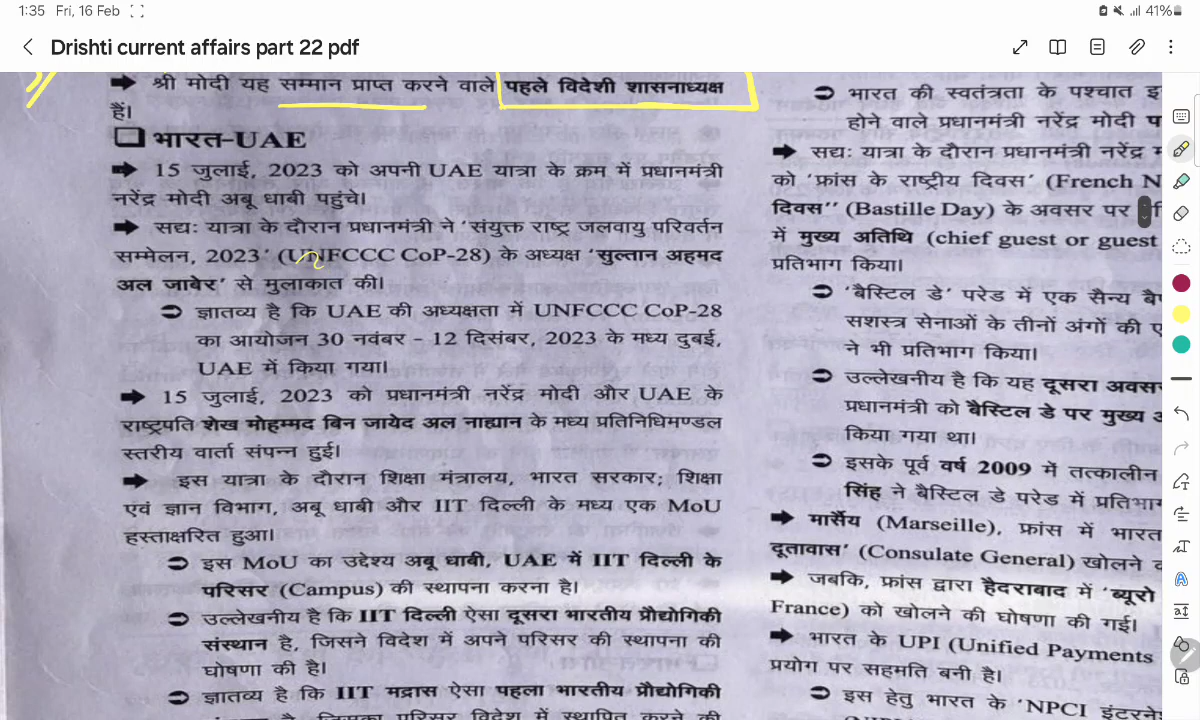 1:35 Fri, 16 Feb
41%
Drishti current affairs part 22 pdf
➡ श्री मोदी यह सम्मान प्राप्त करने वाले पहले विदेशी शासनाध्यक्ष
हैं।
❑ भारत-UAE
➡ 15 जुलाई, 2023 को अपनी UAE यात्रा के क्रम में प्रधानमंत्री
नरेंद्र मोदी अबू धाबी पहुंचे।
➡ सद्यः यात्रा के दौरान प्रधानमंत्री ने 'संयुक्त राष्ट्र जलवायु परिवर्तन
सम्मेलन, 2023' (UNFCCC CoP-28) के अध्यक्ष 'सुल्तान अहमद
अल जाबेर' से मुलाकात की।
➲ ज्ञातव्य है कि UAE की अध्यक्षता में UNFCCC CoP-28
का आयोजन 30 नवंबर - 12 दिसंबर, 2023 के मध्य दुबई,
UAE में किया गया।
➡ 15 जुलाई, 2023 को प्रधानमंत्री नरेंद्र मोदी और UAE के
राष्ट्रपति शेख मोहम्मद बिन जायेद अल नाह्यान के मध्य प्रतिनिधिमण्डल
स्तरीय वार्ता संपन्न हुई।
➡ इस यात्रा के दौरान शिक्षा मंत्रालय, भारत सरकार; शिक्षा
एवं ज्ञान विभाग, अबू धाबी और IIT दिल्ली के मध्य एक MoU
हस्ताक्षरित हुआ।
➲ इस MoU का उद्देश्य अबू धाबी, UAE में IIT दिल्ली के
परिसर (Campus) की स्थापना करना है।
➲ उल्लेखनीय है कि IIT दिल्ली ऐसा दूसरा भारतीय प्रौद्योगिकी
संस्थान है, जिसने विदेश में अपने परिसर की स्थापना की
घोषणा की है।
➲ ज्ञातव्य है कि IIT मद्रास ऐसा पहला भारतीय प्रौद्योगिकी
जिसका परिसर विदेश में स्थापित करने की
➲ भारत की स्वतंत्रता के पश्चात इ
होने वाले प्रधानमंत्री नरेंद्र मोदी प
➡ सद्यः यात्रा के दौरान प्रधानमंत्री नरेंद्र
को 'फ्रांस के राष्ट्रीय दिवस' (French N
दिवस'' (Bastille Day) के अवसर पर
में मुख्य अतिथि (chief guest or guest
प्रतिभाग किया।
➲ 'बैस्टिल डे' परेड में एक सैन्य बै
सशस्त्र सेनाओं के तीनों अंगों की ए
ने भी प्रतिभाग किया।
➲ उल्लेखनीय है कि यह दूसरा अवसर
प्रधानमंत्री को बैस्टिल डे पर मुख्य अ
किया गया था।
➲ इसके पूर्व वर्ष 2009 में तत्कालीन
सिंह ने बैस्टिल डे परेड में प्रतिभाग
➡ मार्सेय (Marseille), फ्रांस में भारत
दूतावास' (Consulate General) खोलने क
➡ जबकि, फ्रांस द्वारा हैदराबाद में 'ब्यूरो
France) को खोलने की घोषणा की गई।
➡ भारत के UPI (Unified Payments
प्रयोग पर सहमति बनी है।
➲ इस हेतु भारत के 'NPCI इंटरने